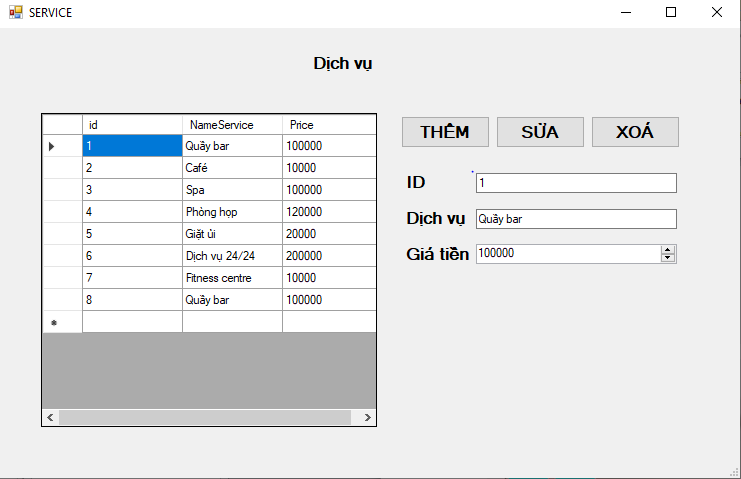 SERVICE
Dịch vụ
id NameService Price
1 Quầy bar 100000
2 Café 10000
3 Spa 100000
4 Phòng họp 120000
5 Giặt ủi 20000
6 Dịch vụ 24/24 200000
7 Fitness centre 10000
8 Quầy bar 100000
THÊM SỬA XOÁ
ID 1
Dịch vụ Quầy bar
Giá tiền 100000